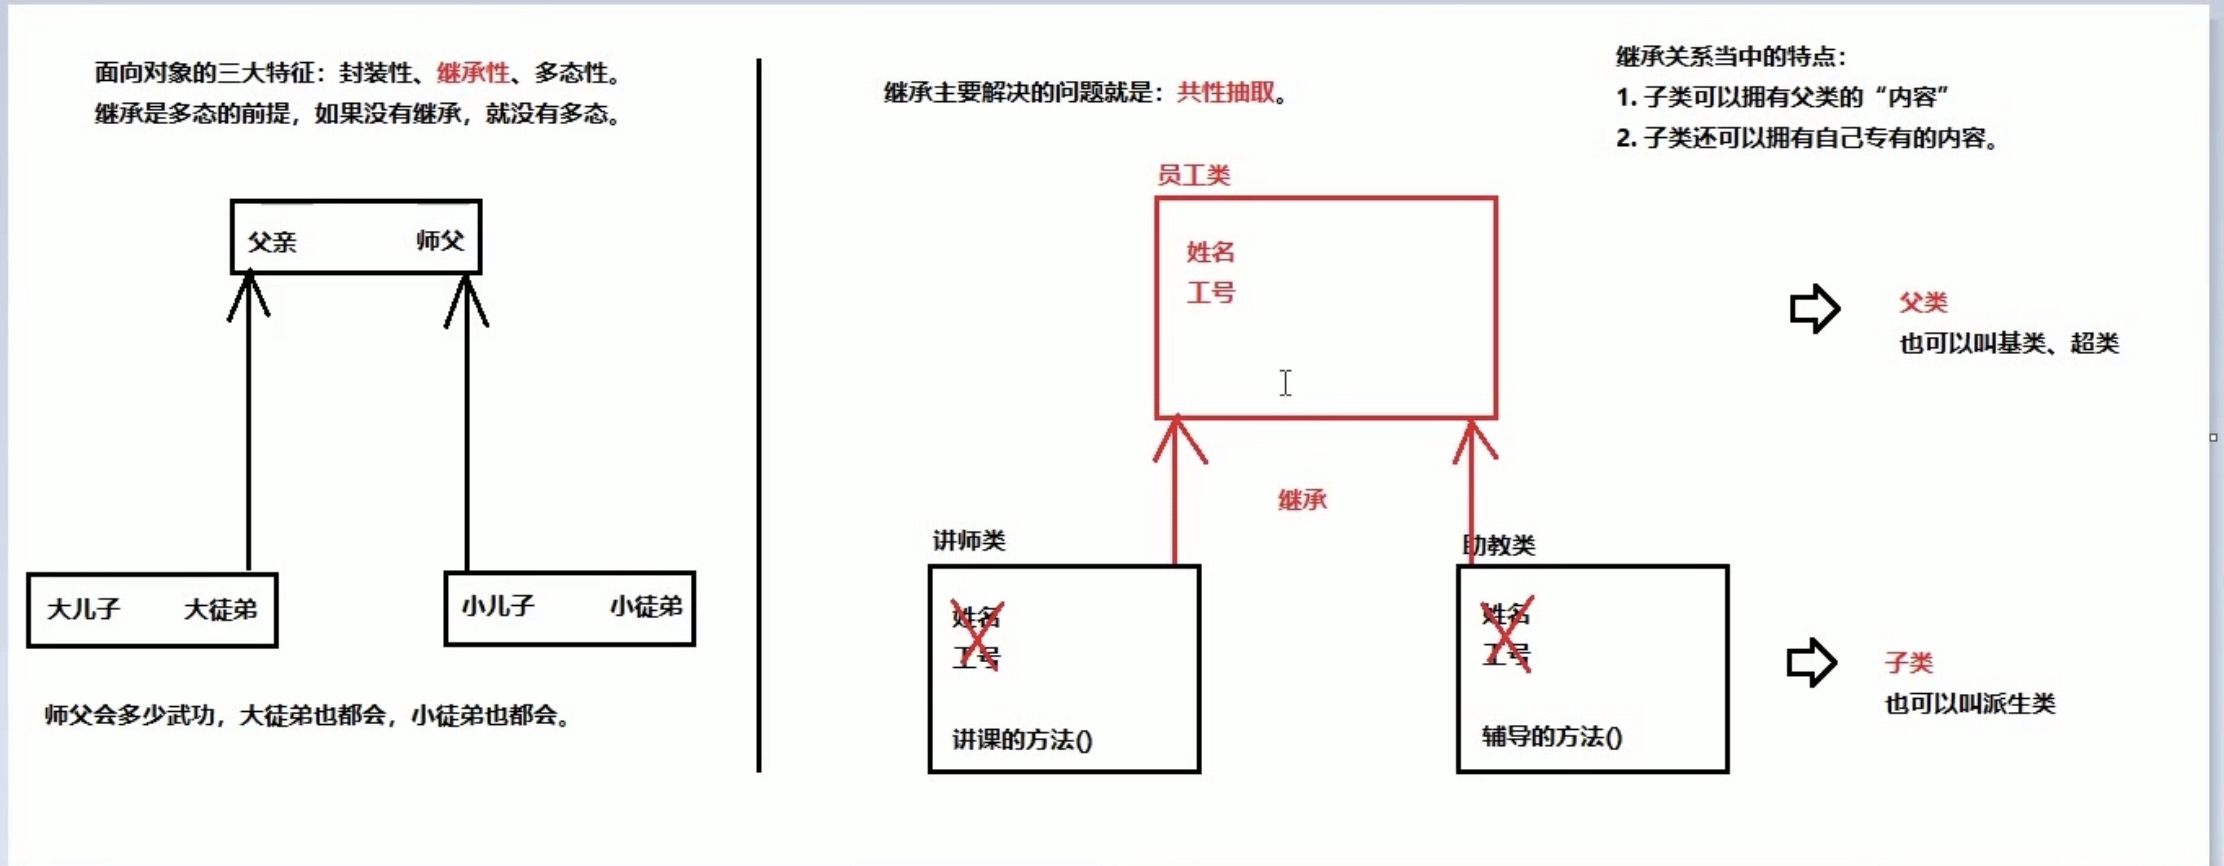 面向对象的三大特征：封装性、继承性、多态性。
继承是多态的前提，如果没有继承，就没有多态。
父亲 师父
大儿子 大徒弟
小儿子 小徒弟
师父会多少武功，大徒弟也都会，小徒弟也都会。
继承主要解决的问题就是：共性抽取。
继承关系当中的特点：
1. 子类可以拥有父类的“内容”
2. 子类还可以拥有自己专有的内容。
员工类
姓名
工号
父类
也可以叫基类、超类
继承
讲师类
姓名
工号
讲课的方法()
助教类
姓名
工号
辅导的方法()
子类
也可以叫派生类